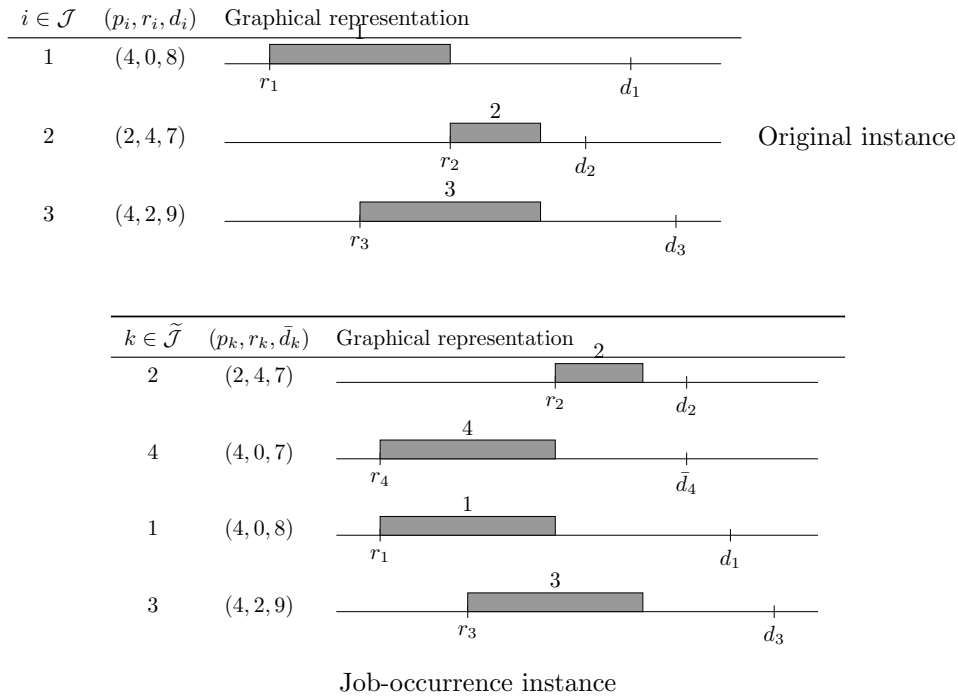 i ∈ 𝒥 (p_i, r_i, d_i) Graphical representation
1 (4, 0, 8) 1
r_1 d_1
2 (2, 4, 7) 2
r_2 d_2
Original instance
3 (4, 2, 9) 3
r_3 d_3
k ∈ 𝒥̃ (p_k, r_k, d̄_k) Graphical representation
2 (2, 4, 7) 2
r_2 d_2
4 (4, 0, 7) 4
r_4 d̄_4
1 (4, 0, 8) 1
r_1 d_1
3 (4, 2, 9) 3
r_3 d_3
Job-occurrence instance